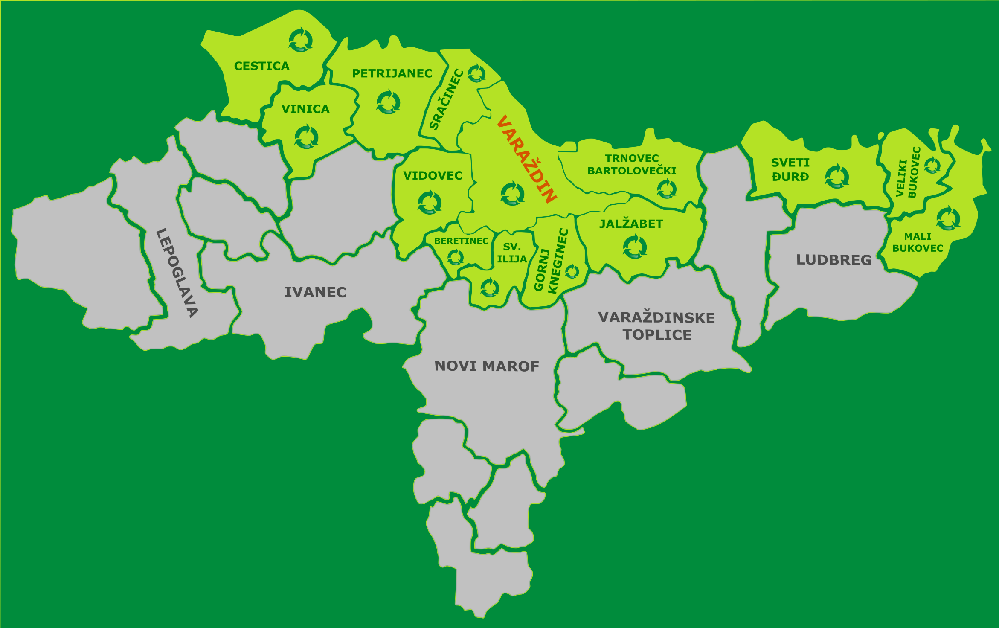 CESTICA
PETRIJANEC
SRAČINEC
VINICA
VARAŽDIN
VIDOVEC
TRNOVEC
BARTOLOVEČKI
SVETI
ĐURĐ
VELIKI
BUKOVEC
JALŽABET
BERETINEC
SV.
ILIJA
GORNJ
KNEGINEC
MALI
BUKOVEC
LEPOGLAVA
IVANEC
LUDBREG
VARAŽDINSKE
TOPLICE
NOVI MAROF